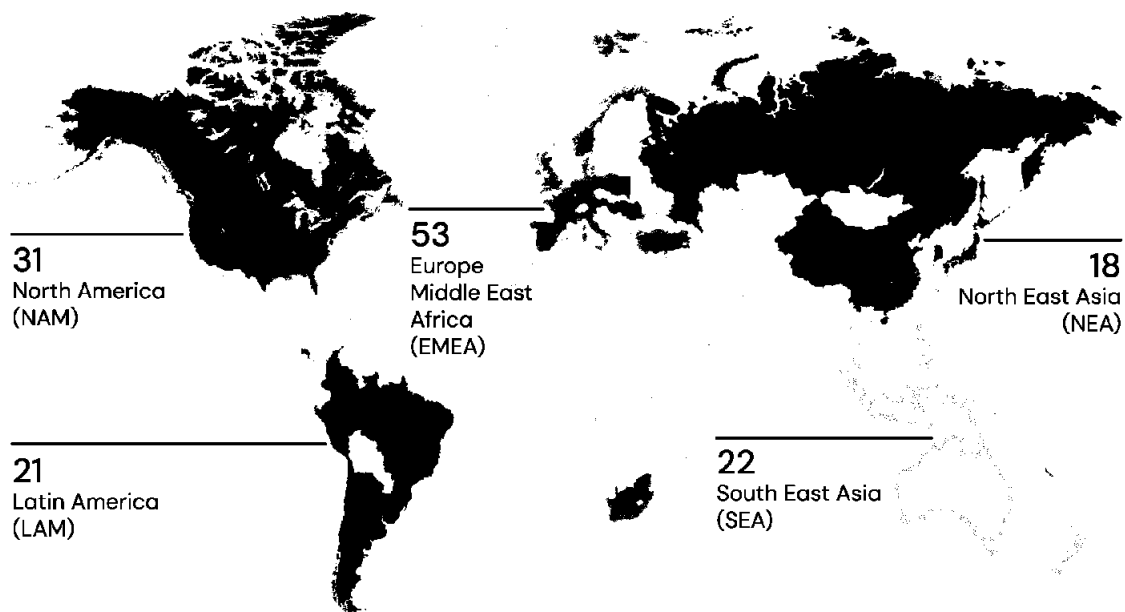 31
North America
(NAM)
53
Europe
Middle East
Africa
(EMEA)
18
North East Asia
(NEA)
21
Latin America
(LAM)
22
South East Asia
(SEA)